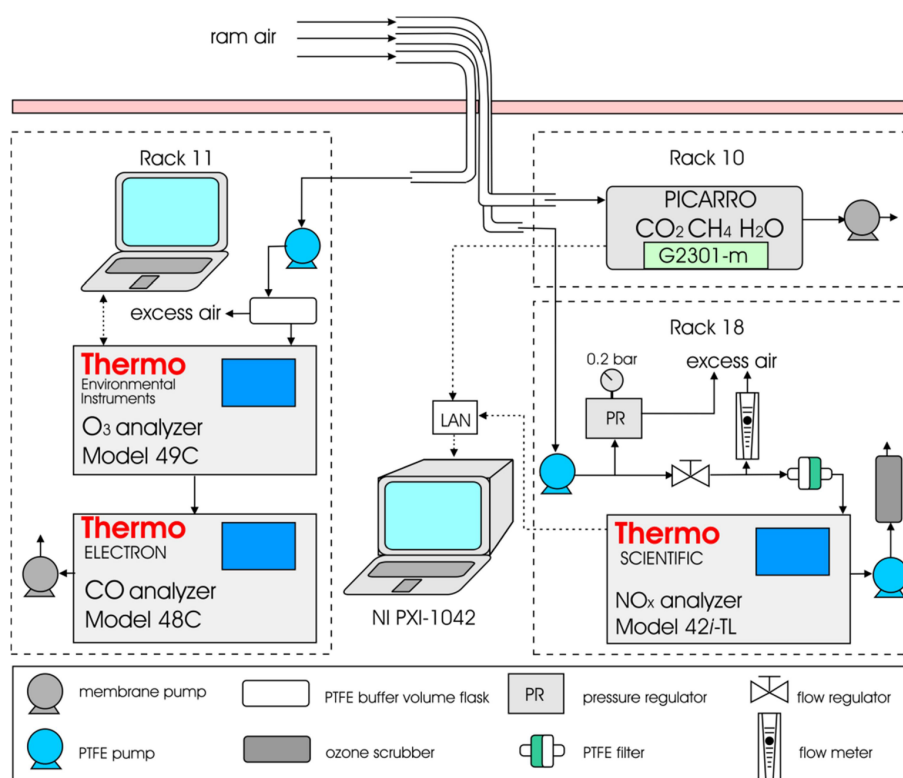 ram air
Rack 11
Rack 10
PICARRO
CO₂ CH₄ H₂O
G2301-m
excess air
Rack 18
0.2 bar
excess air
PR
LAN
Thermo
Environmental
Instruments
O₃ analyzer
Model 49C
Thermo
ELECTRON
CO analyzer
Model 48C
NI PXI-1042
Thermo
SCIENTIFIC
NOx analyzer
Model 42i-TL
membrane pump
PTFE buffer volume flask
PR
pressure regulator
flow regulator
PTFE pump
ozone scrubber
PTFE filter
flow meter